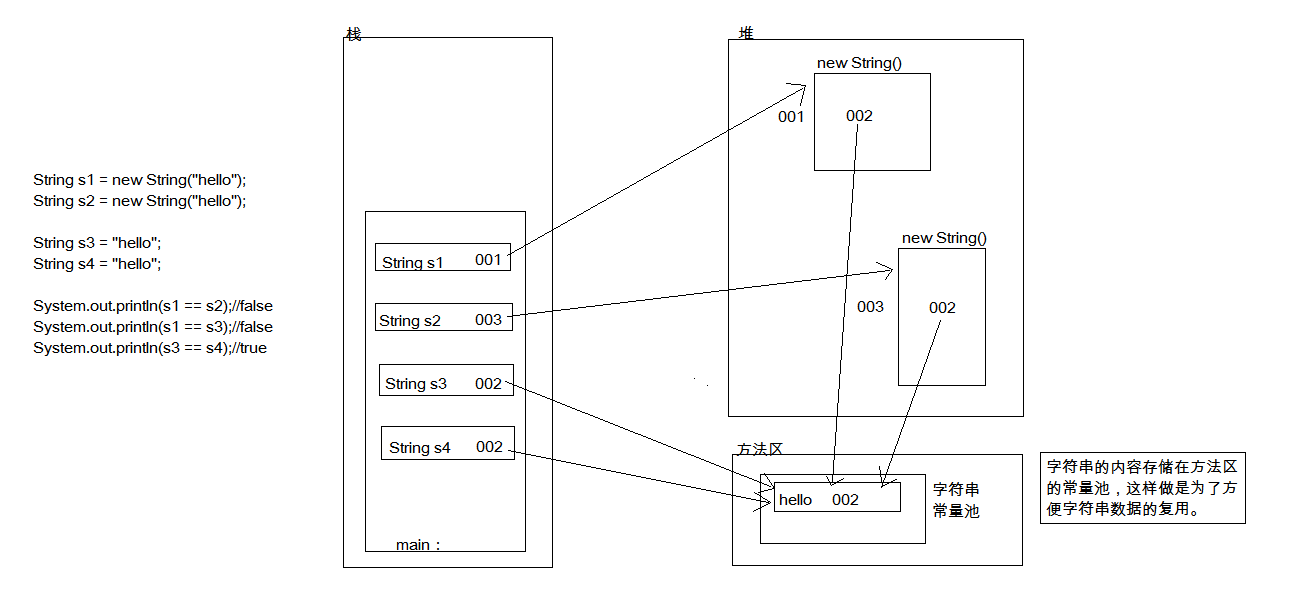 String s1 = new String("hello");
String s2 = new String("hello");
String s3 = "hello";
String s4 = "hello";
System.out.println(s1 == s2);//false
System.out.println(s1 == s3);//false
System.out.println(s3 == s4);//true
栈
String s1 001
String s2 003
String s3 002
String s4 002
main：
堆
new String()
001
002
new String()
003
002
方法区
hello 002
字符串
常量池
字符串的内容存储在方法区
的常量池，这样做是为了方
便字符串数据的复用。